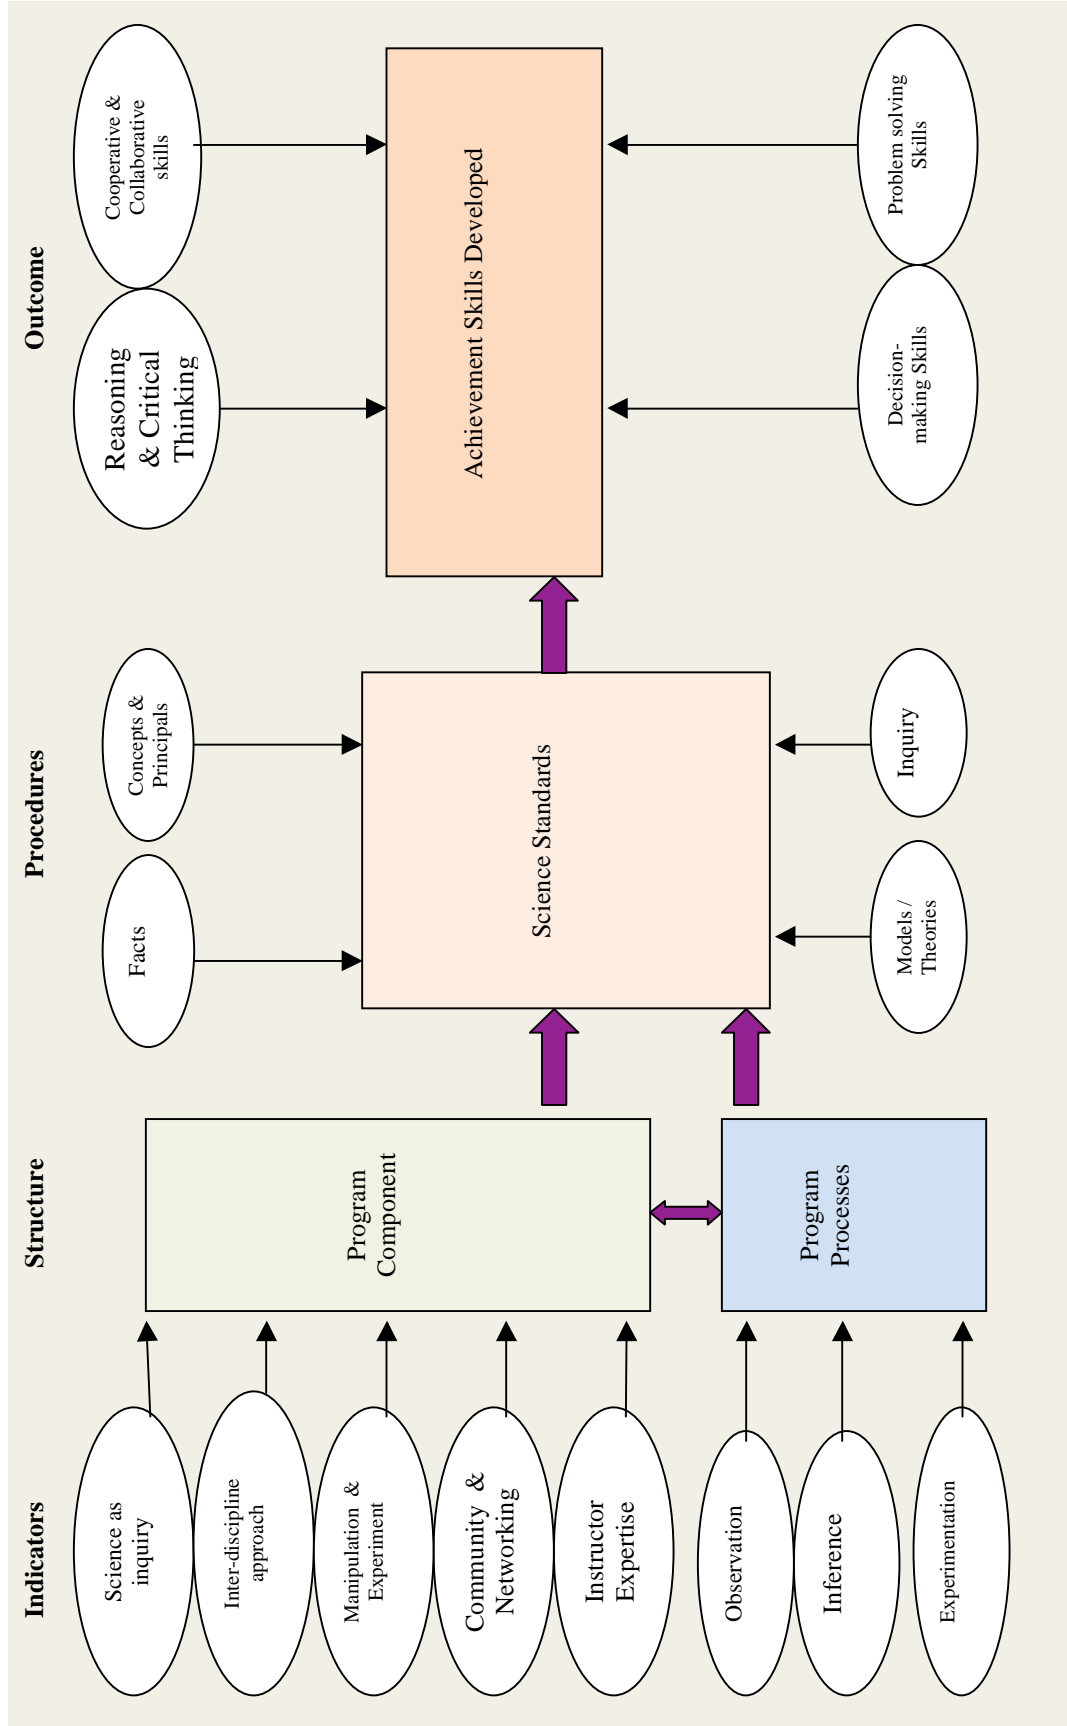 Indicators
Structure
Procedures
Outcome
Science as
inquiry
Inter-discipline
approach
Manipulation &
Experiment
Community &
Networking
Instructor
Expertise
Observation
Inference
Experimentation
Program
Component
Program
Processes
Facts
Concepts &
Principals
Science Standards
Models /
Theories
Inquiry
Reasoning
& Critical
Thinking
Cooperative &
Collaborative
skills
Achievement Skills Developed
Decision-
making Skills
Problem solving
Skills